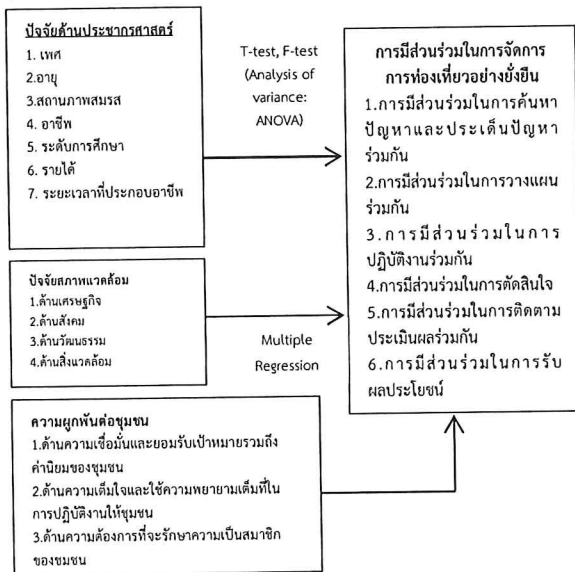 ปัจจัยด้านประชากรศาสตร์
1. เพศ
2.อายุ
3.สถานภาพสมรส
4. อาชีพ
5. ระดับการศึกษา
6. รายได้
7. ระยะเวลาที่ประกอบอาชีพ
T-test, F-test
(Analysis of
variance:
ANOVA)
การมีส่วนร่วมในการจัดการ
การท่องเที่ยวอย่างยั่งยืน
1.การมีส่วนร่วมในการค้นหา
ปัญหาและประเด็นปัญหา
ร่วมกัน
2.การมีส่วนร่วมในการวางแผน
ร่วมกัน
3.การมีส่วนร่วมในการ
ปฏิบัติงานร่วมกัน
4.การมีส่วนร่วมในการตัดสินใจ
5.การมีส่วนร่วมในการติดตาม
ประเมินผลร่วมกัน
6.การมีส่วนร่วมในการรับ
ผลประโยชน์
ปัจจัยสภาพแวดล้อม
1.ด้านเศรษฐกิจ
2.ด้านสังคม
3.ด้านวัฒนธรรม
4.ด้านสิ่งแวดล้อม
Multiple
Regression
ความผูกพันต่อชุมชน
1.ด้านความเชื่อมั่นและยอมรับเป้าหมายรวมถึง
ค่านิยมของชุมชน
2.ด้านความเต็มใจและใช้ความพยายามเต็มที่ใน
การปฏิบัติงานให้ชุมชน
3.ด้านความต้องการที่จะรักษาความเป็นสมาชิก
ของชมชน